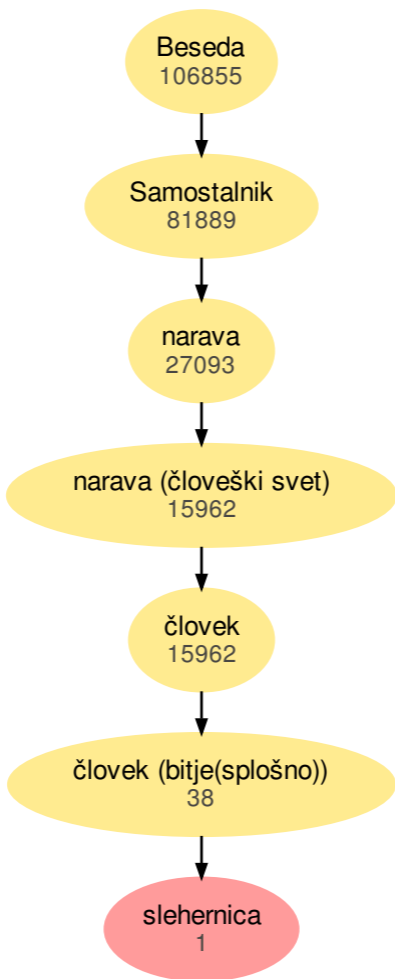 Beseda
106855
Samostalnik
81889
narava
27093
narava (človeški svet)
15962
človek
15962
človek (bitje(splošno))
38
slehernica
1